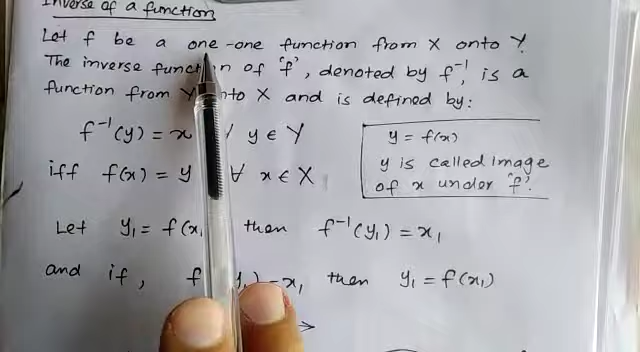 Inverse of a function
Let f be a one-one function from X onto Y.
The inverse of 'f', denoted by f⁻¹, is a
function from Y onto X and is defined by:
f⁻¹(y) = x ∀ y ∈ Y
iff f(x) = y ∀ x ∈ X
y = f(x)
y is called image
of x under 'f'.
Let y₁ = f(x₁ then f⁻¹(y₁) = x₁
and if, f y₁) = x₁ then y₁ = f(x₁)